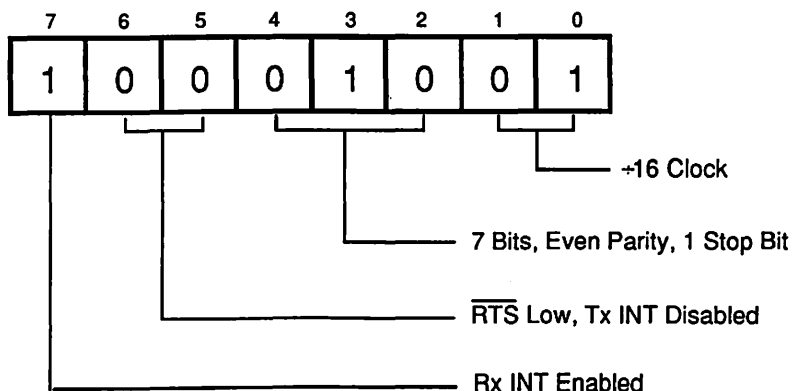 7 6 5 4 3 2 1 0
1 0 0 0 1 0 0 1
÷16 Clock
7 Bits, Even Parity, 1 Stop Bit
RTS Low, Tx INT Disabled
Rx INT Enabled